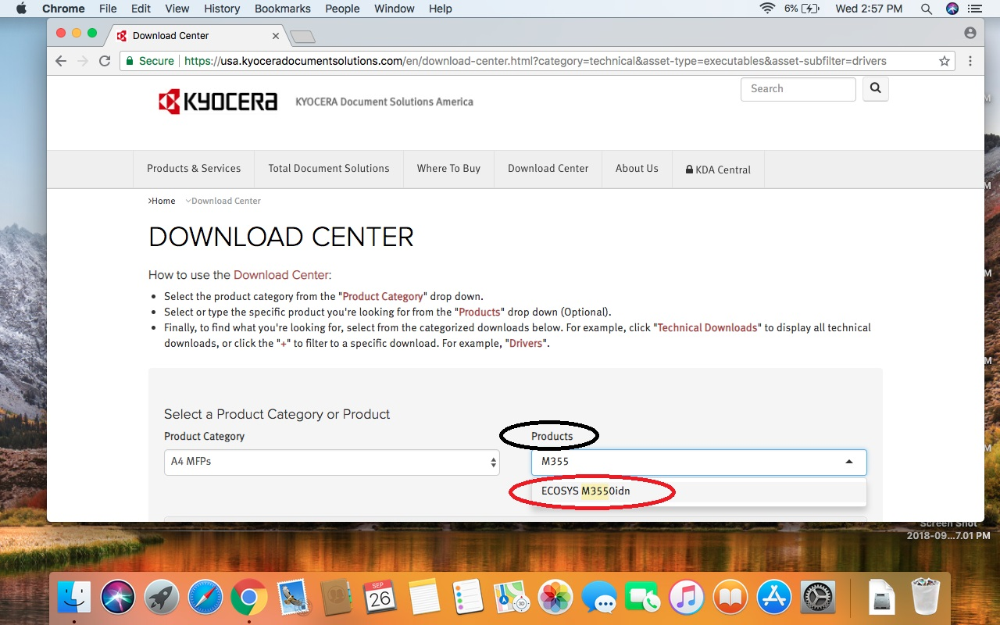 Chrome File Edit View History Bookmarks People Window Help 6% Wed 2:57 PM
Download Center
Secure https://usa.kyoceradocumentsolutions.com/en/download-center.html?category=technical&asset-type=executables&asset-subfilter=drivers
KYOCERA KYOCERA Document Solutions America Search
Products & Services Total Document Solutions Where To Buy Download Center About Us KDA Central
Home Download Center
DOWNLOAD CENTER
How to use the Download Center:
• Select the product category from the "Product Category" drop down.
• Select or type the specific product you're looking for from the "Products" drop down (Optional).
• Finally, to find what you're looking for, select from the categorized downloads below. For example, click "Technical Downloads" to display all technical
downloads, or click the "+" to filter to a specific download. For example, "Drivers".
Select a Product Category or Product
Product Category Products
A4 MFPs M355
ECOSYS M3550idn
Screen Shot
2018-09...7.01 PM
SEP
26
3D